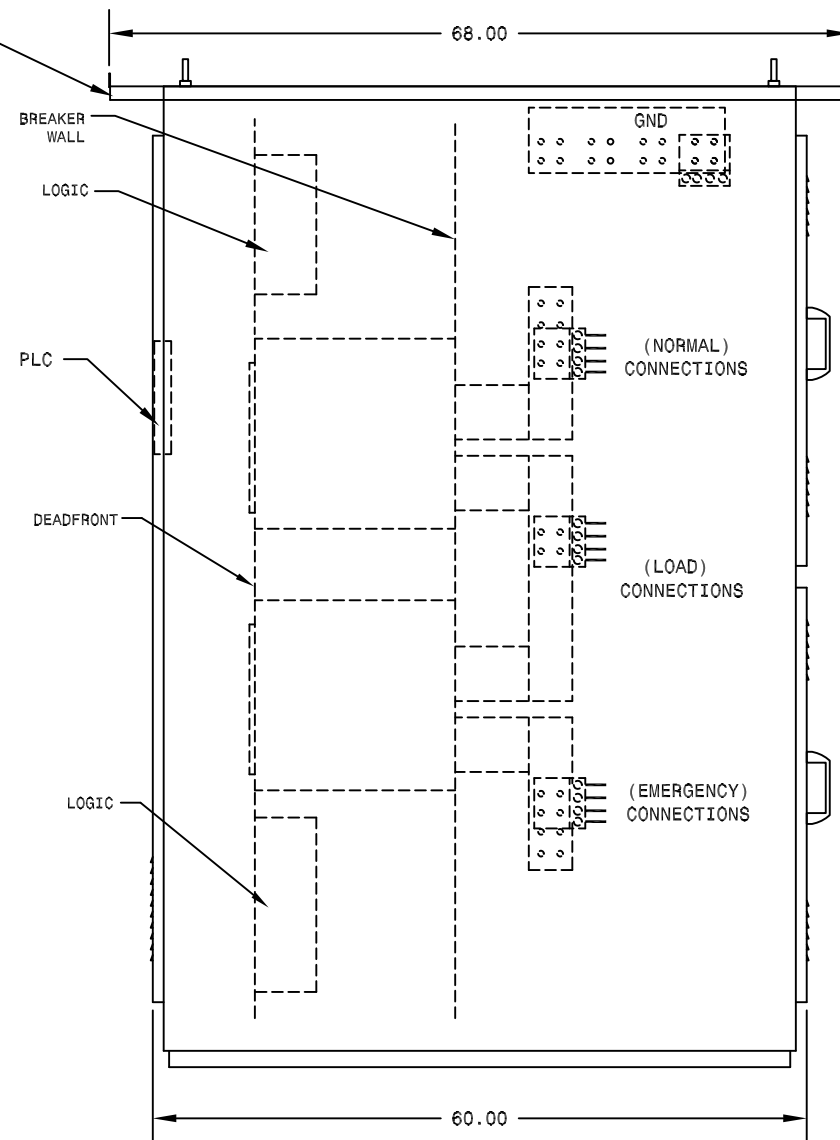 68.00
BREAKER
WALL
GND
LOGIC
(NORMAL)
CONNECTIONS
PLC
DEADFRONT
(LOAD)
CONNECTIONS
LOGIC
(EMERGENCY)
CONNECTIONS
60.00